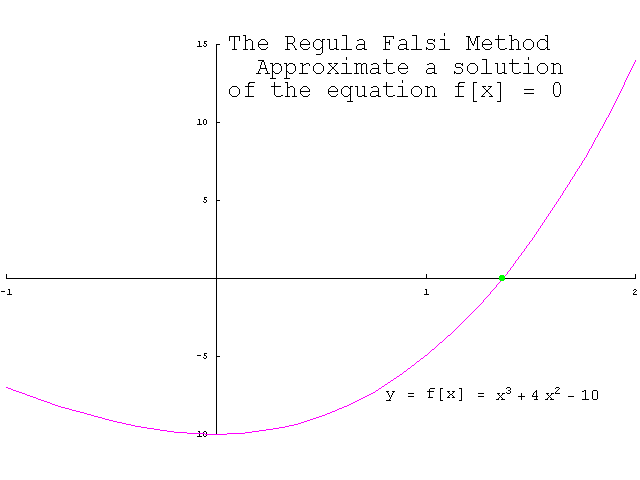 The Regula Falsi Method
Approximate a solution
of the equation f[x] = 0
15
10
5
-1
1
2
-5
10
y = f[x] = x³ + 4 x² - 10